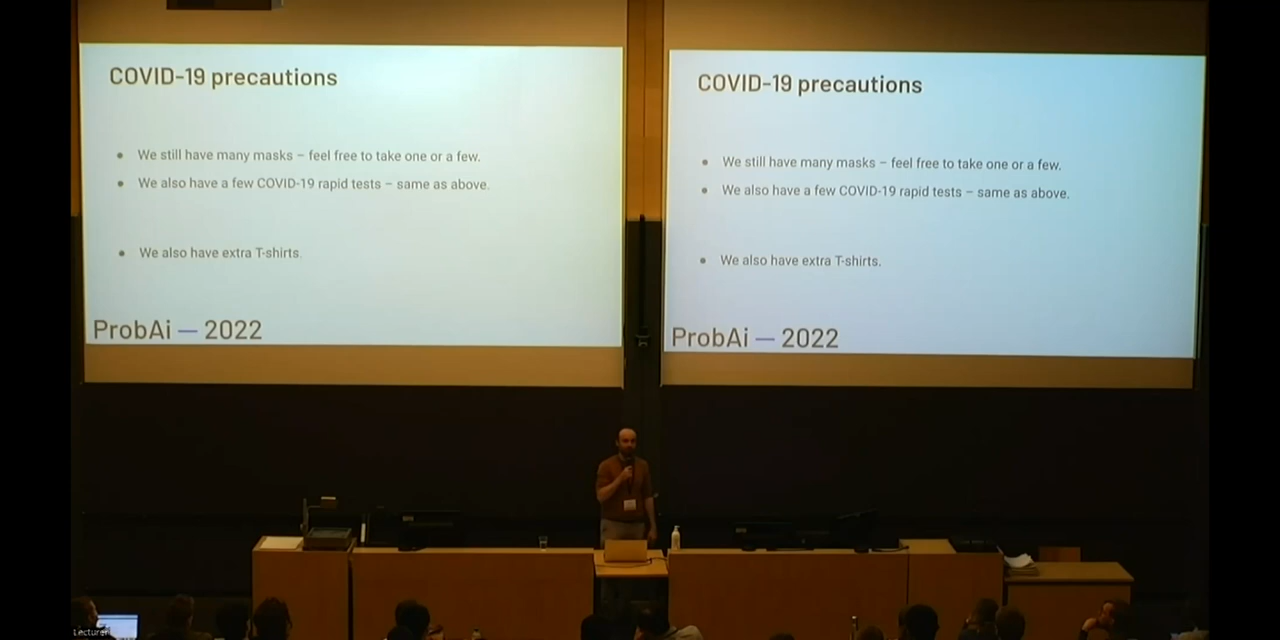 COVID-19 precautions
We still have many masks – feel free to take one or a few.
We also have a few COVID-19 rapid tests – same as above.
We also have extra T-shirts.
ProbAi — 2022
COVID-19 precautions
We still have many masks – feel free to take one or a few.
We also have a few COVID-19 rapid tests – same as above.
We also have extra T-shirts.
ProbAi — 2022
Lecturer